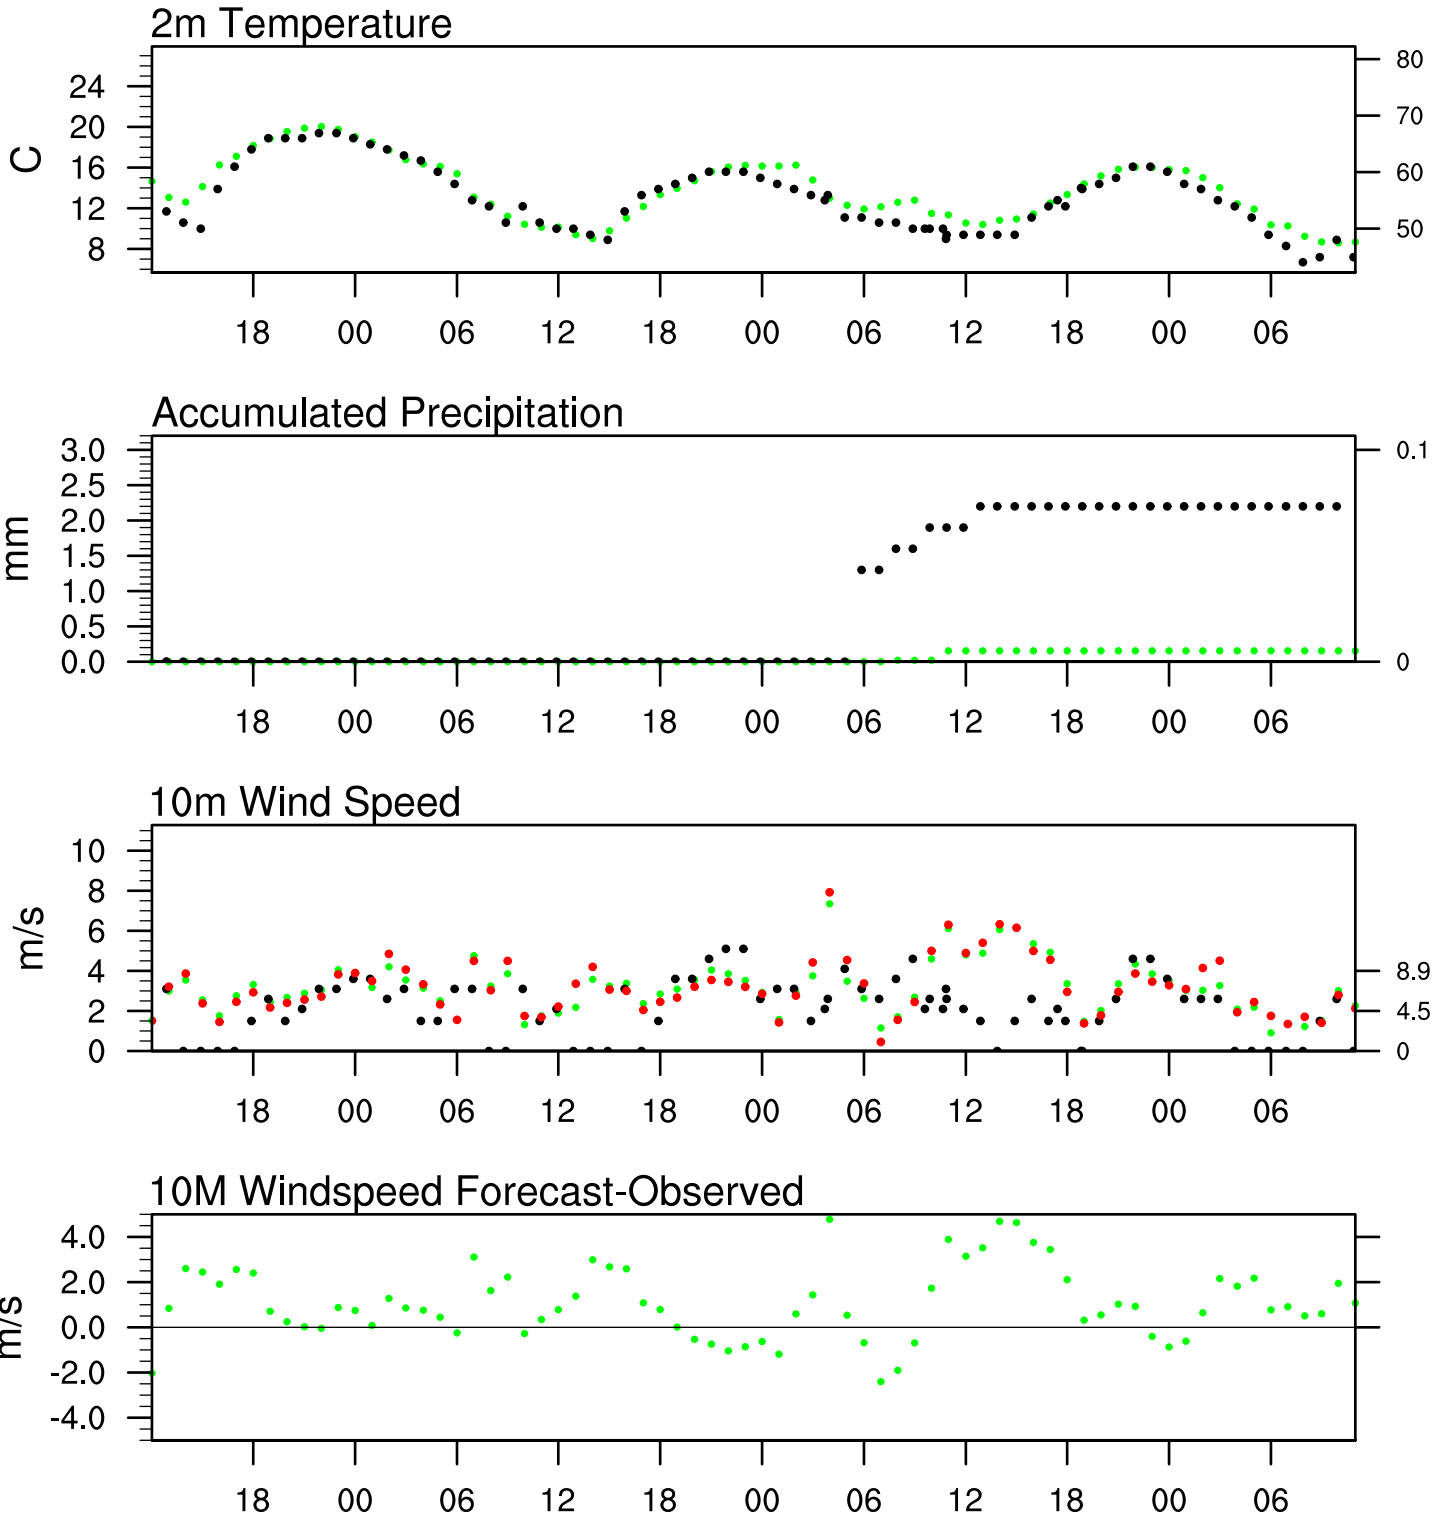 2m Temperature
24
20
16
12
8
C
80
70
60
50
18 00 06 12 18 00 06 12 18 00 06
Accumulated Precipitation
3.0
2.5
2.0
1.5
1.0
0.5
0.0
mm
0.1
0
18 00 06 12 18 00 06 12 18 00 06
10m Wind Speed
10
8
6
4
2
0
m/s
8.9
4.5
0
18 00 06 12 18 00 06 12 18 00 06
10M Windspeed Forecast-Observed
4.0
2.0
0.0
-2.0
-4.0
m/s
18 00 06 12 18 00 06 12 18 00 06